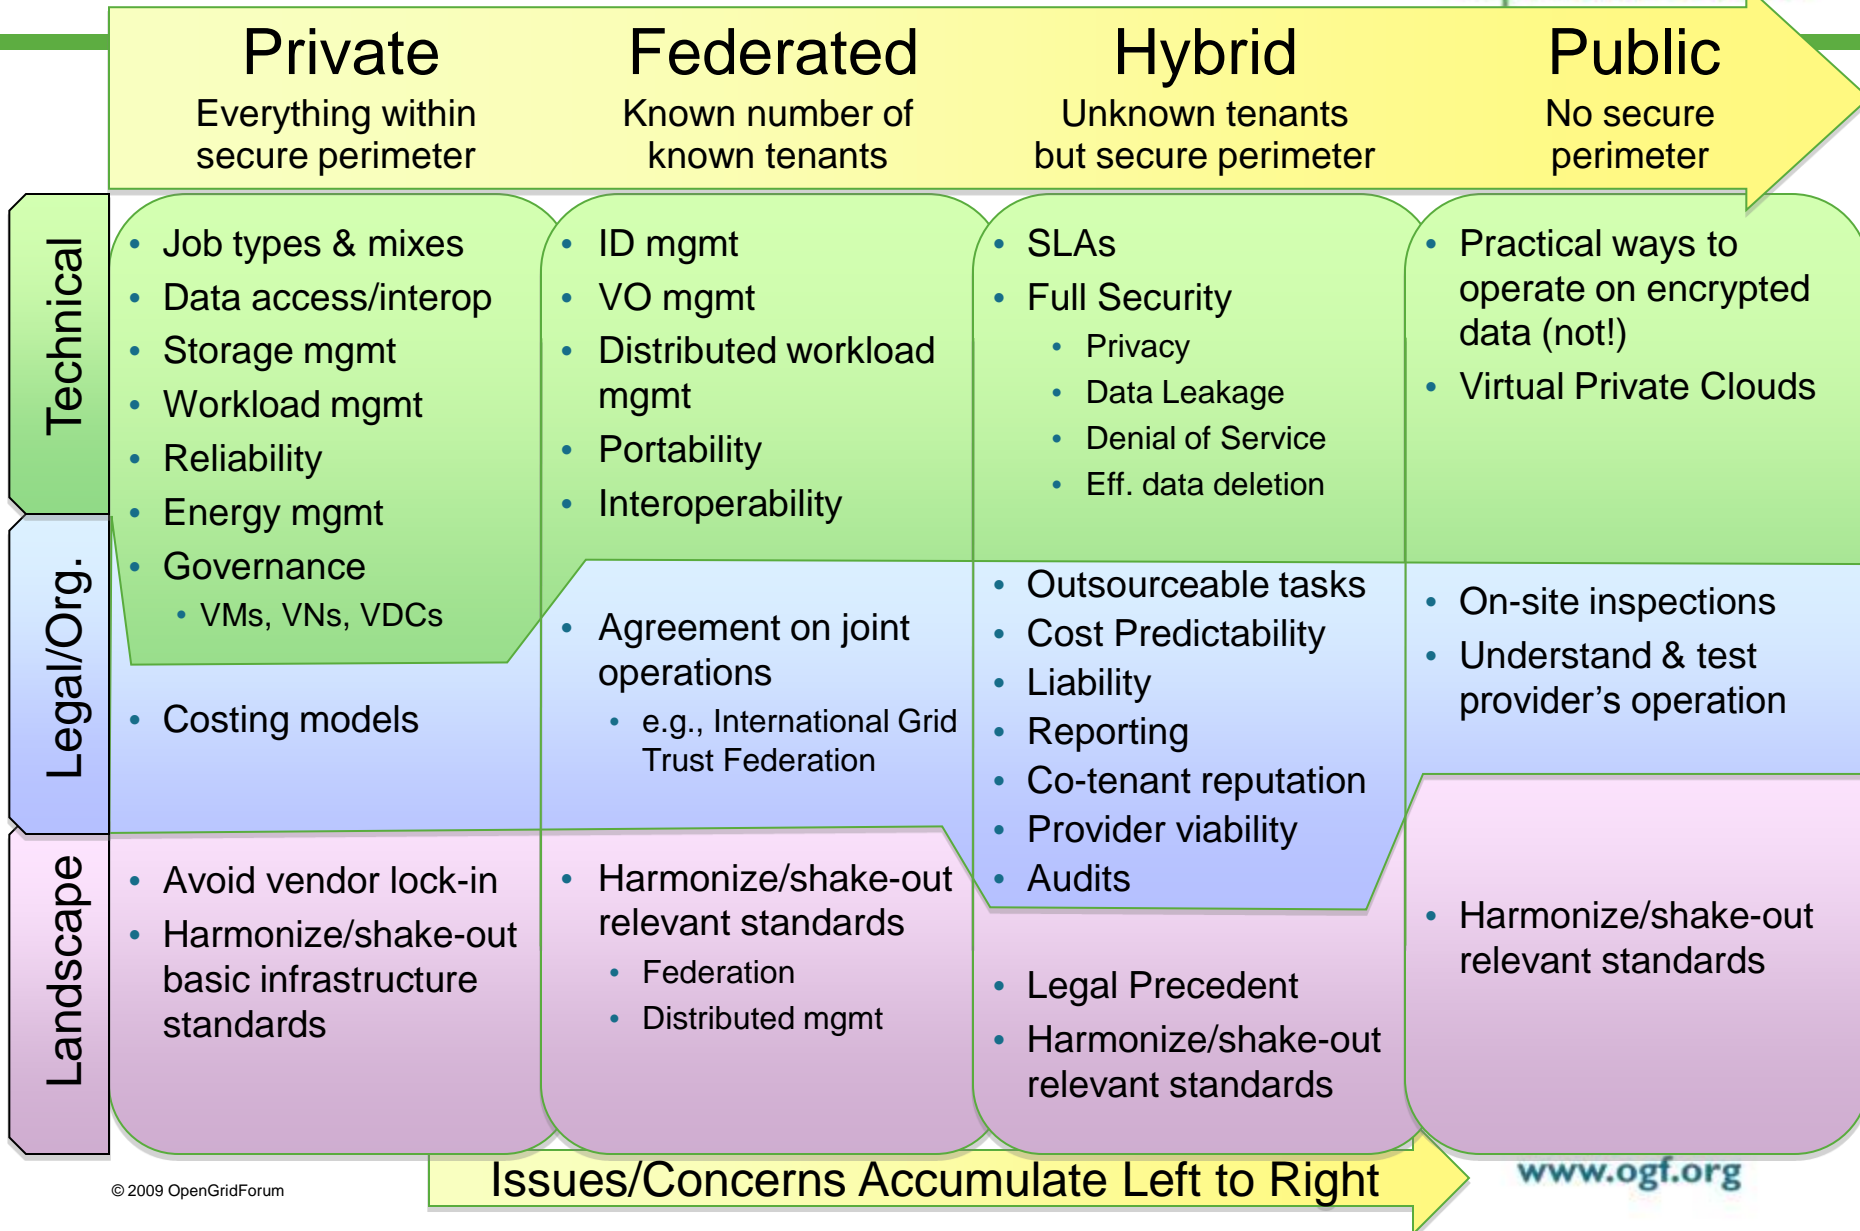 Private
Everything within
secure perimeter
Federated
Known number of
known tenants
Hybrid
Unknown tenants
but secure perimeter
Public
No secure
perimeter
Technical
• Job types & mixes
• Data access/interop
• Storage mgmt
• Workload mgmt
• Reliability
• Energy mgmt
• Governance
• VMs, VNs, VDCs
• ID mgmt
• VO mgmt
• Distributed workload
mgmt
• Portability
• Interoperability
• SLAs
• Full Security
• Privacy
• Data Leakage
• Denial of Service
• Eff. data deletion
• Practical ways to
operate on encrypted
data (not!)
• Virtual Private Clouds
Legal/Org.
• Costing models
• Agreement on joint
operations
• e.g., International Grid
Trust Federation
• Outsourceable tasks
• Cost Predictability
• Liability
• Reporting
• Co-tenant reputation
• Provider viability
• Audits
• On-site inspections
• Understand & test
provider's operation
Landscape
• Avoid vendor lock-in
• Harmonize/shake-out
basic infrastructure
standards
• Harmonize/shake-out
relevant standards
• Federation
• Distributed mgmt
• Legal Precedent
• Harmonize/shake-out
relevant standards
• Harmonize/shake-out
relevant standards
Issues/Concerns Accumulate Left to Right
© 2009 OpenGridForum
www.ogf.org